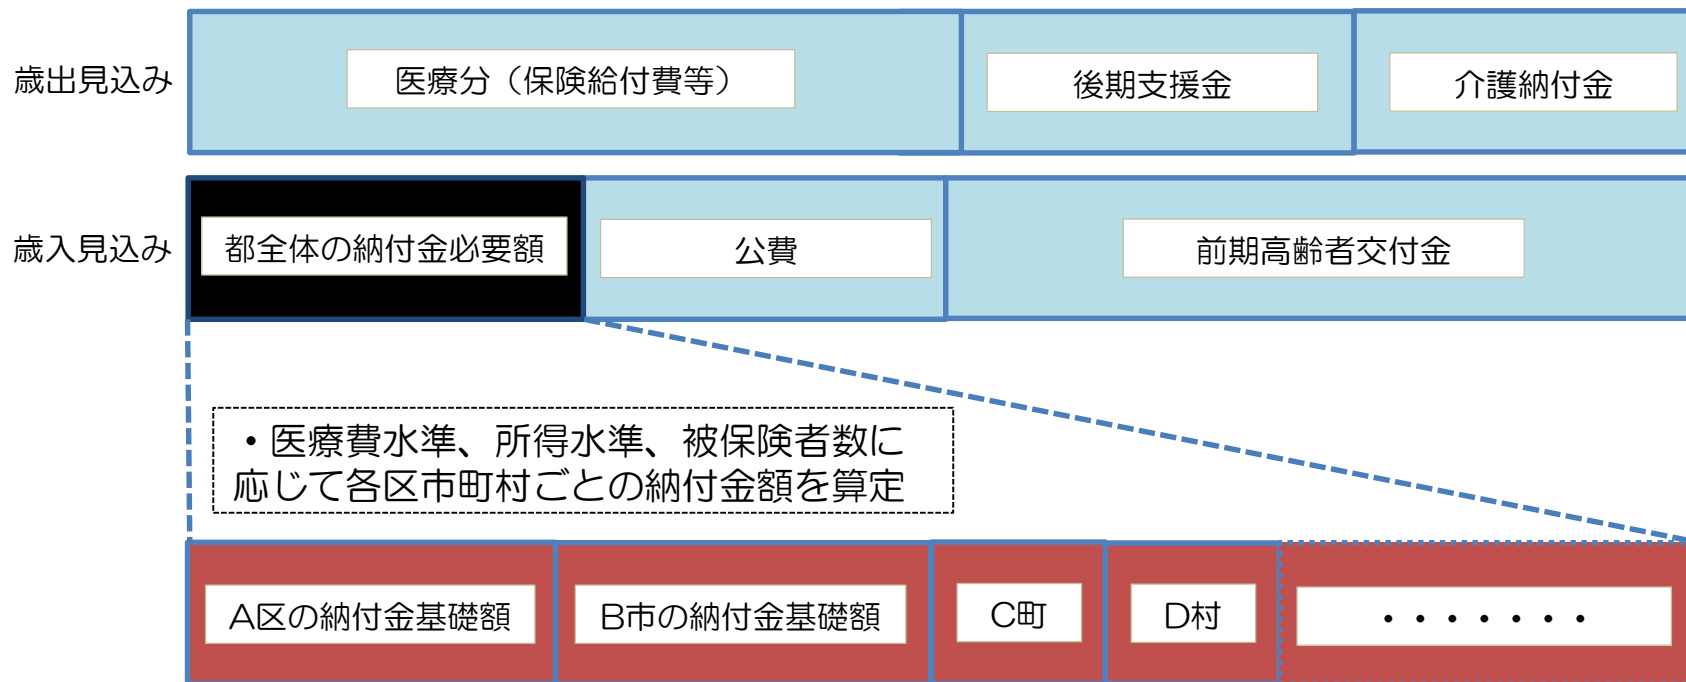 歳出見込み
医療分（保険給付費等）
後期支援金
介護納付金
歳入見込み
都全体の納付金必要額
公費
前期高齢者交付金
・医療費水準、所得水準、被保険者数に
応じて各区市町村ごとの納付金額を算定
A区の納付金基礎額
B市の納付金基礎額
C町
D村
・・・・・・・